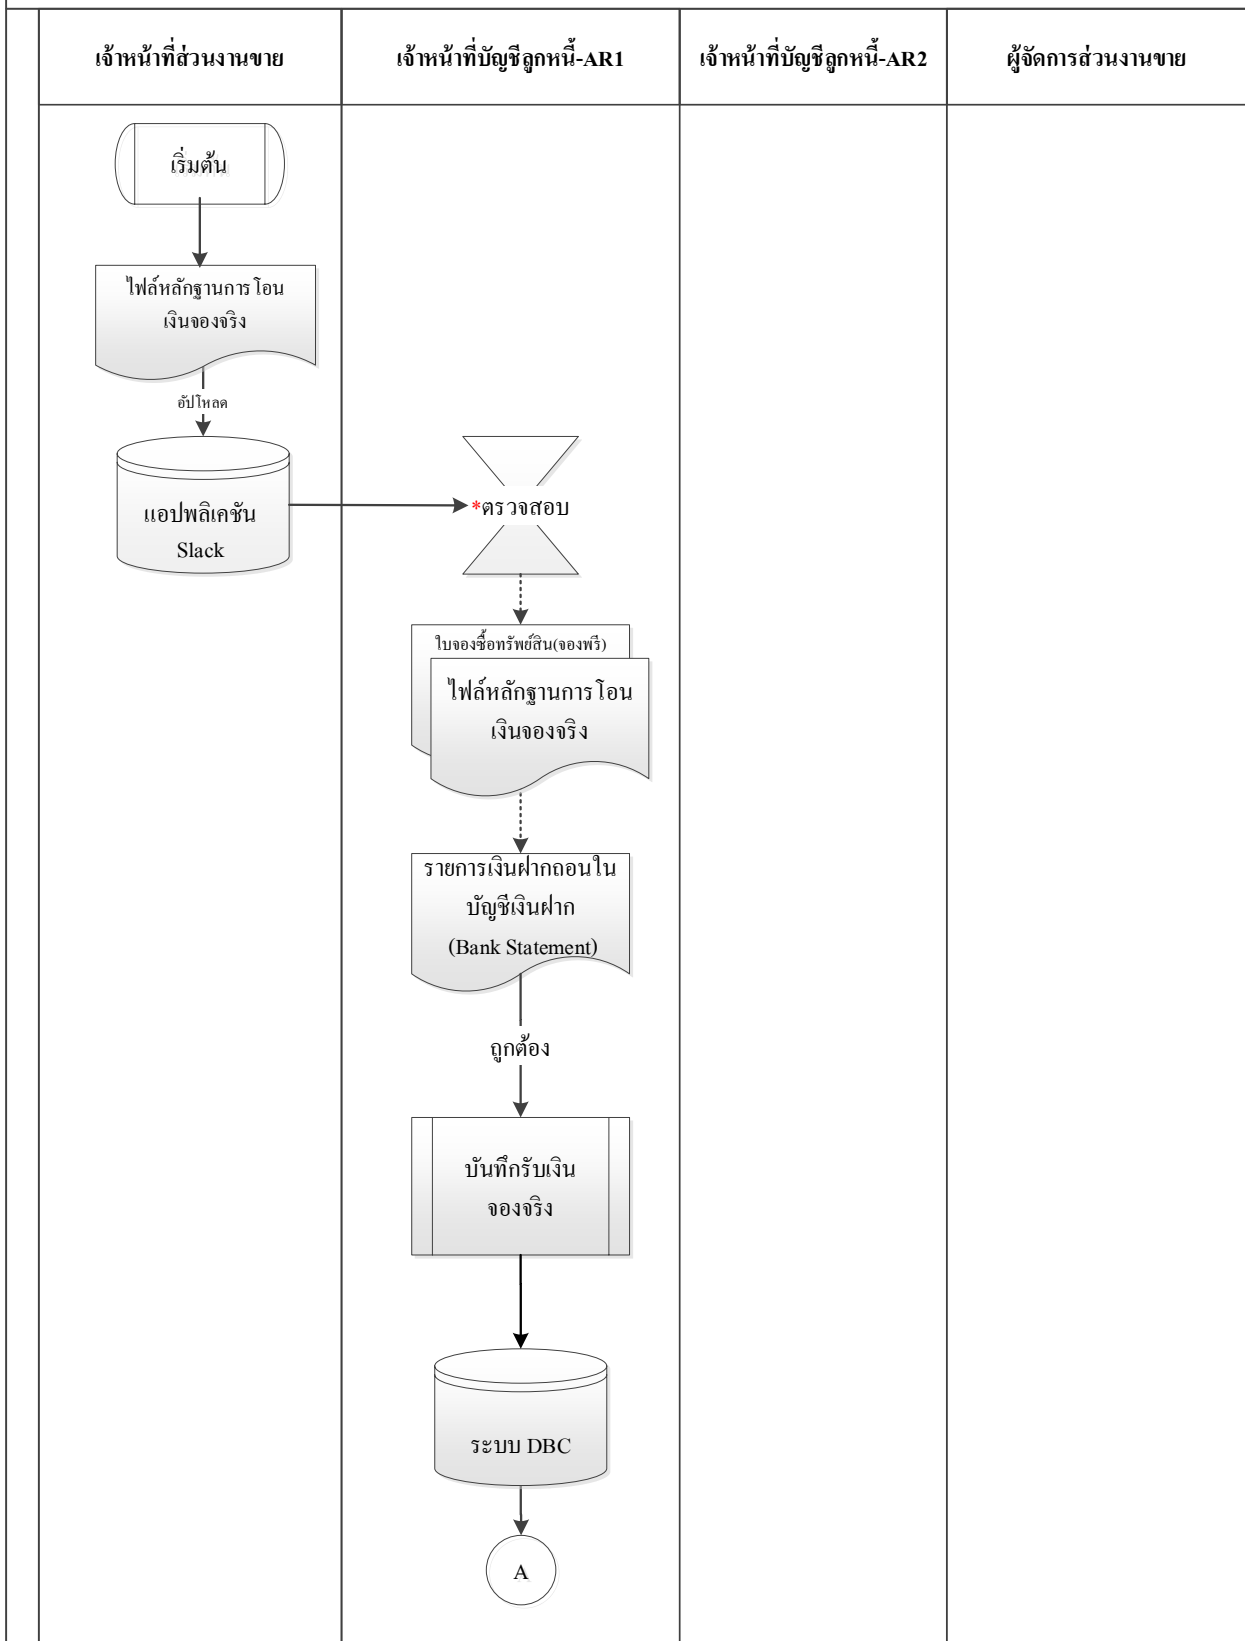 เจ้าหน้าที่ส่วนงานขาย
เจ้าหน้าที่บัญชีลูกหนี้-AR1
เจ้าหน้าที่บัญชีลูกหนี้-AR2
ผู้จัดการส่วนงานขาย
เริ่มต้น
ไฟล์หลักฐานการโอน
เงินจองจริง
อัปโหลด
แอปพลิเคชัน
Slack
*ตรวจสอบ
ใบจองซื้อทรัพย์สิน(จองฟรี)
ไฟล์หลักฐานการโอน
เงินจองจริง
รายการเงินฝากถอนใน
บัญชีเงินฝาก
(Bank Statement)
ถูกต้อง
บันทึกรับเงิน
จองจริง
ระบบ DBC
A